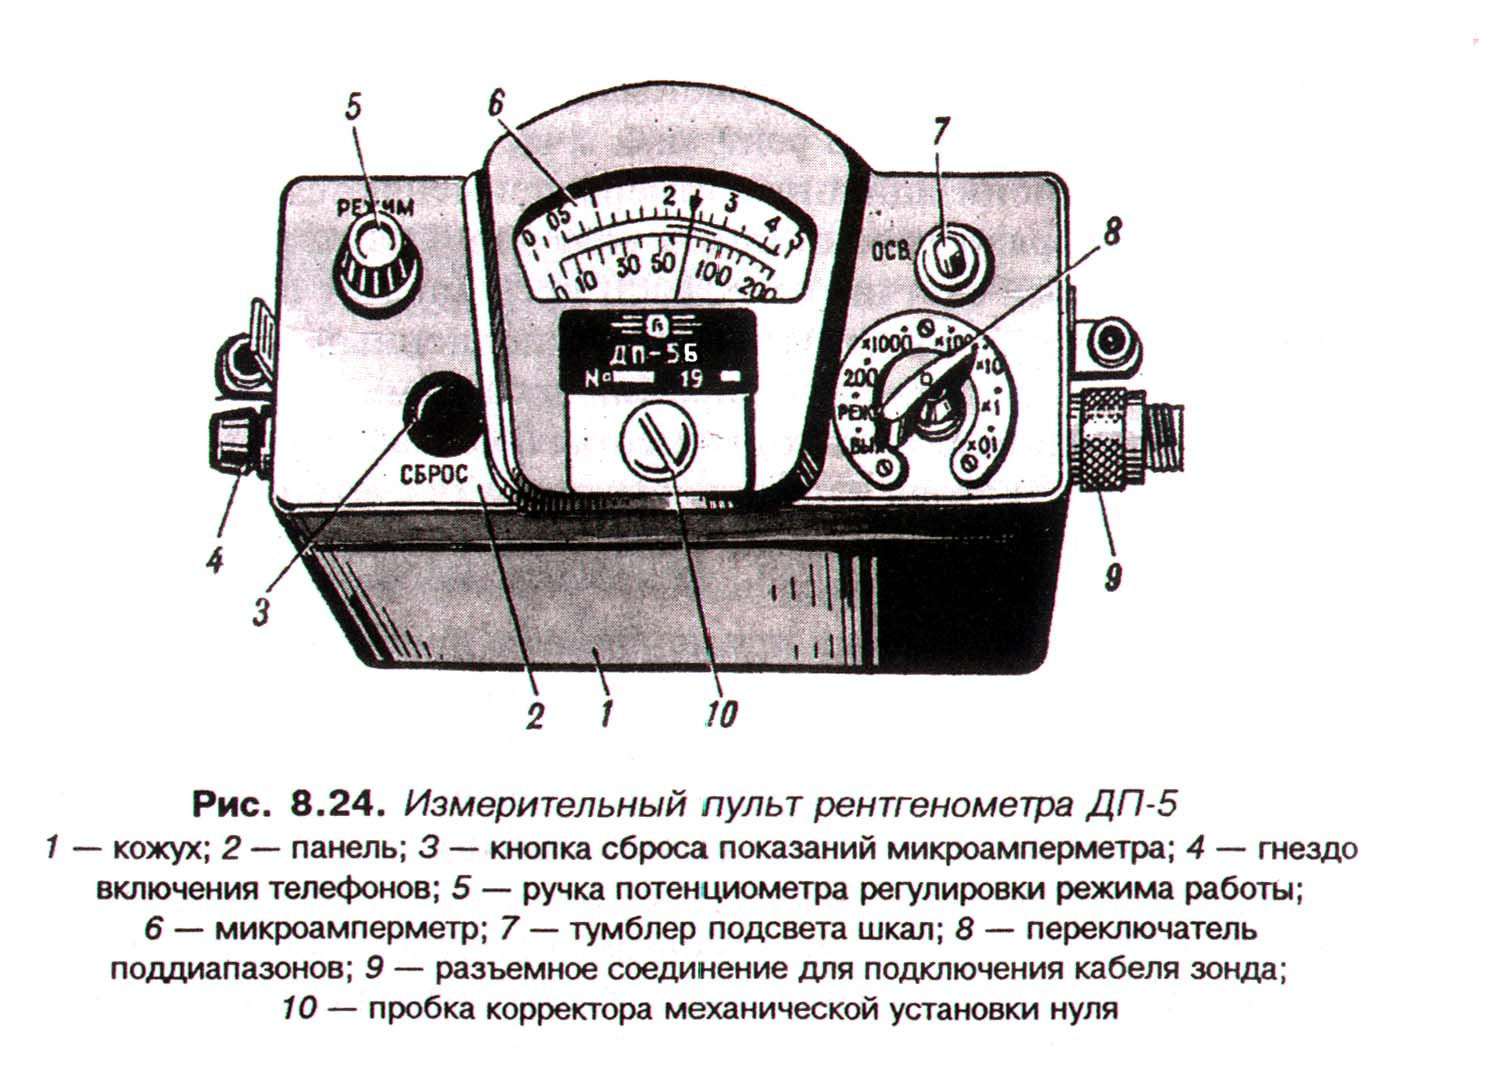 5
6
7
8
РЕЖИМ
ОСВ.
0 05 1 2 3 4 5
0 10 30 50 100 200
ДП-5Б
№ 19
×1000 ×100 ×10 ×1 ×0,1
200
РЕЖ.
ВЫК
СБРОС
4
3
2
1
10
9
Рис. 8.24. Измерительный пульт рентгенометра ДП-5
1 — кожух; 2 — панель; 3 — кнопка сброса показаний микроамперметра; 4 — гнездо
включения телефонов; 5 — ручка потенциометра регулировки режима работы;
6 — микроамперметр; 7 — тумблер подсвета шкал; 8 — переключатель
поддиапазонов; 9 — разъемное соединение для подключения кабеля зонда;
10 — пробка корректора механической установки нуля